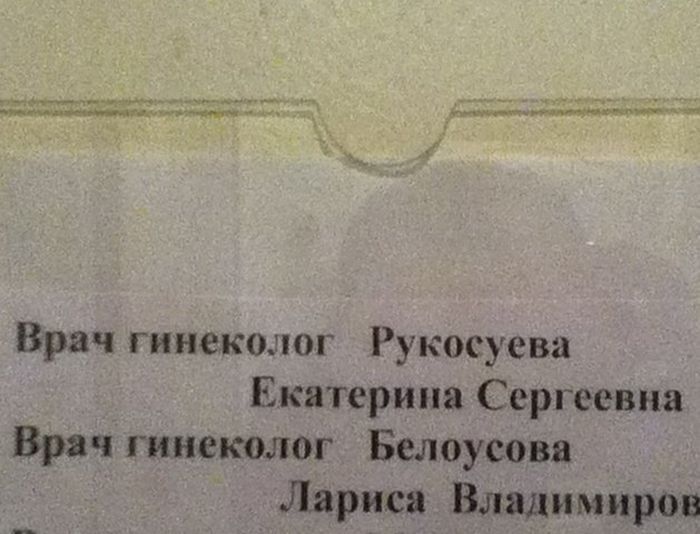 Врач гинеколог Рукосуева
Екатерина Сергеевна
Врач гинеколог Белоусова
Лариса Владимиров